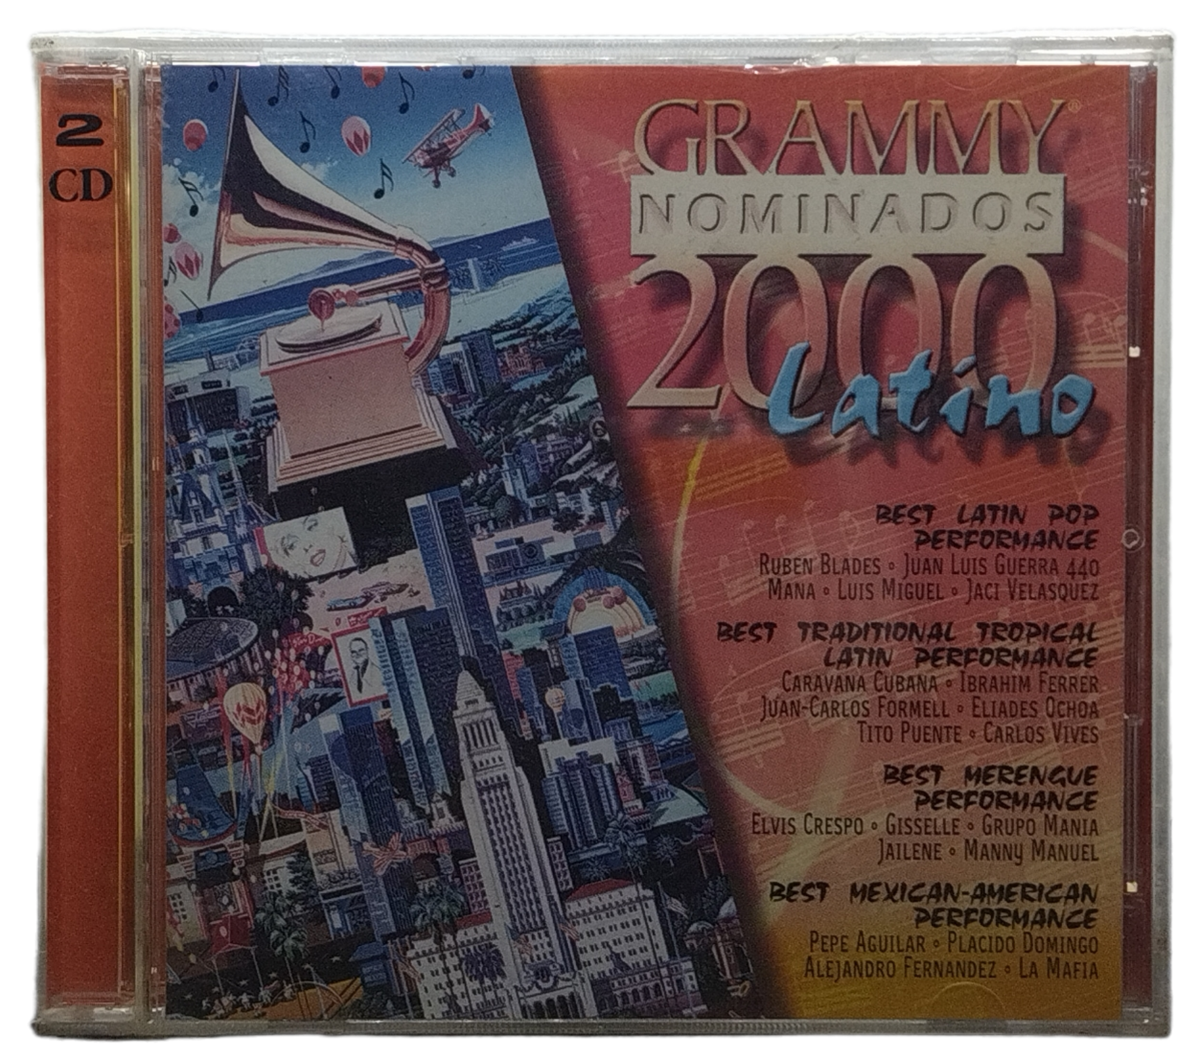 2
CD
GRAMMY®
NOMINADOS
2000
Latino
BEST LATIN POP
PERFORMANCE
RUBEN BLADES ∘ JUAN LUIS GUERRA 440
MANA ∘ LUIS MIGUEL ∘ JACI VELASQUEZ
BEST TRADITIONAL TROPICAL
LATIN PERFORMANCE
CARAVANA CUBANA ∘ IBRAHIM FERRER
JUAN-CARLOS FORMELL ∘ ELIADES OCHOA
TITO PUENTE ∘ CARLOS VIVES
BEST MERENGUE
PERFORMANCE
ELVIS CRESPO ∘ GISSELLE ∘ GRUPO MANIA
JAILENE ∘ MANNY MANUEL
BEST MEXICAN-AMERICAN
PERFORMANCE
PEPE AGUILAR ∘ PLACIDO DOMINGO
ALEJANDRO FERNANDEZ ∘ LA MAFIA